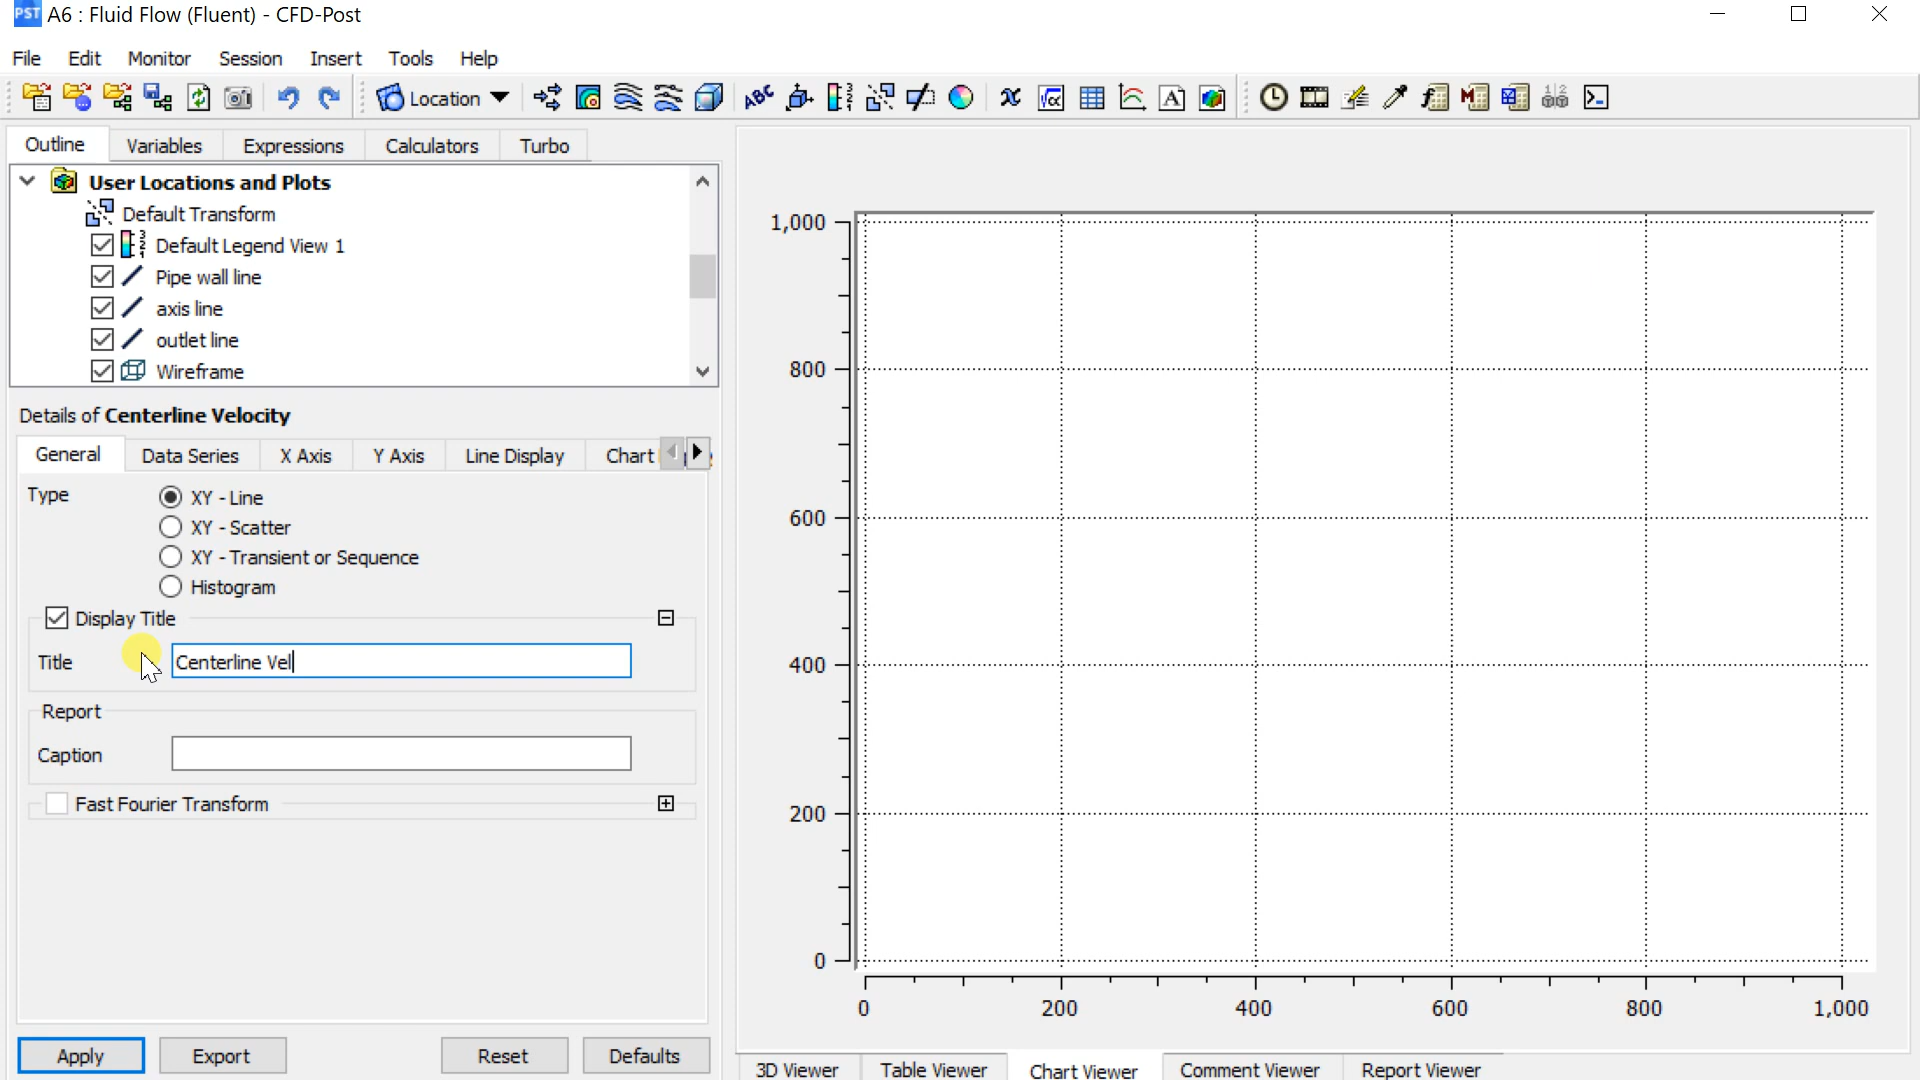 PST A6 : Fluid Flow (Fluent) - CFD-Post
File Edit Monitor Session Insert Tools Help
Location ABC
Outline Variables Expressions Calculators Turbo
User Locations and Plots
Default Transform
Default Legend View 1
Pipe wall line
axis line
outlet line
Wireframe
Details of Centerline Velocity
General Data Series X Axis Y Axis Line Display Chart
Type XY - Line
XY - Scatter
XY - Transient or Sequence
Histogram
Display Title
Title Centerline Vel
Report
Caption
Fast Fourier Transform
Apply Export Reset Defaults
1,000
800
600
400
200
0
0 200 400 600 800 1,000
3D Viewer Table Viewer Chart Viewer Comment Viewer Report Viewer